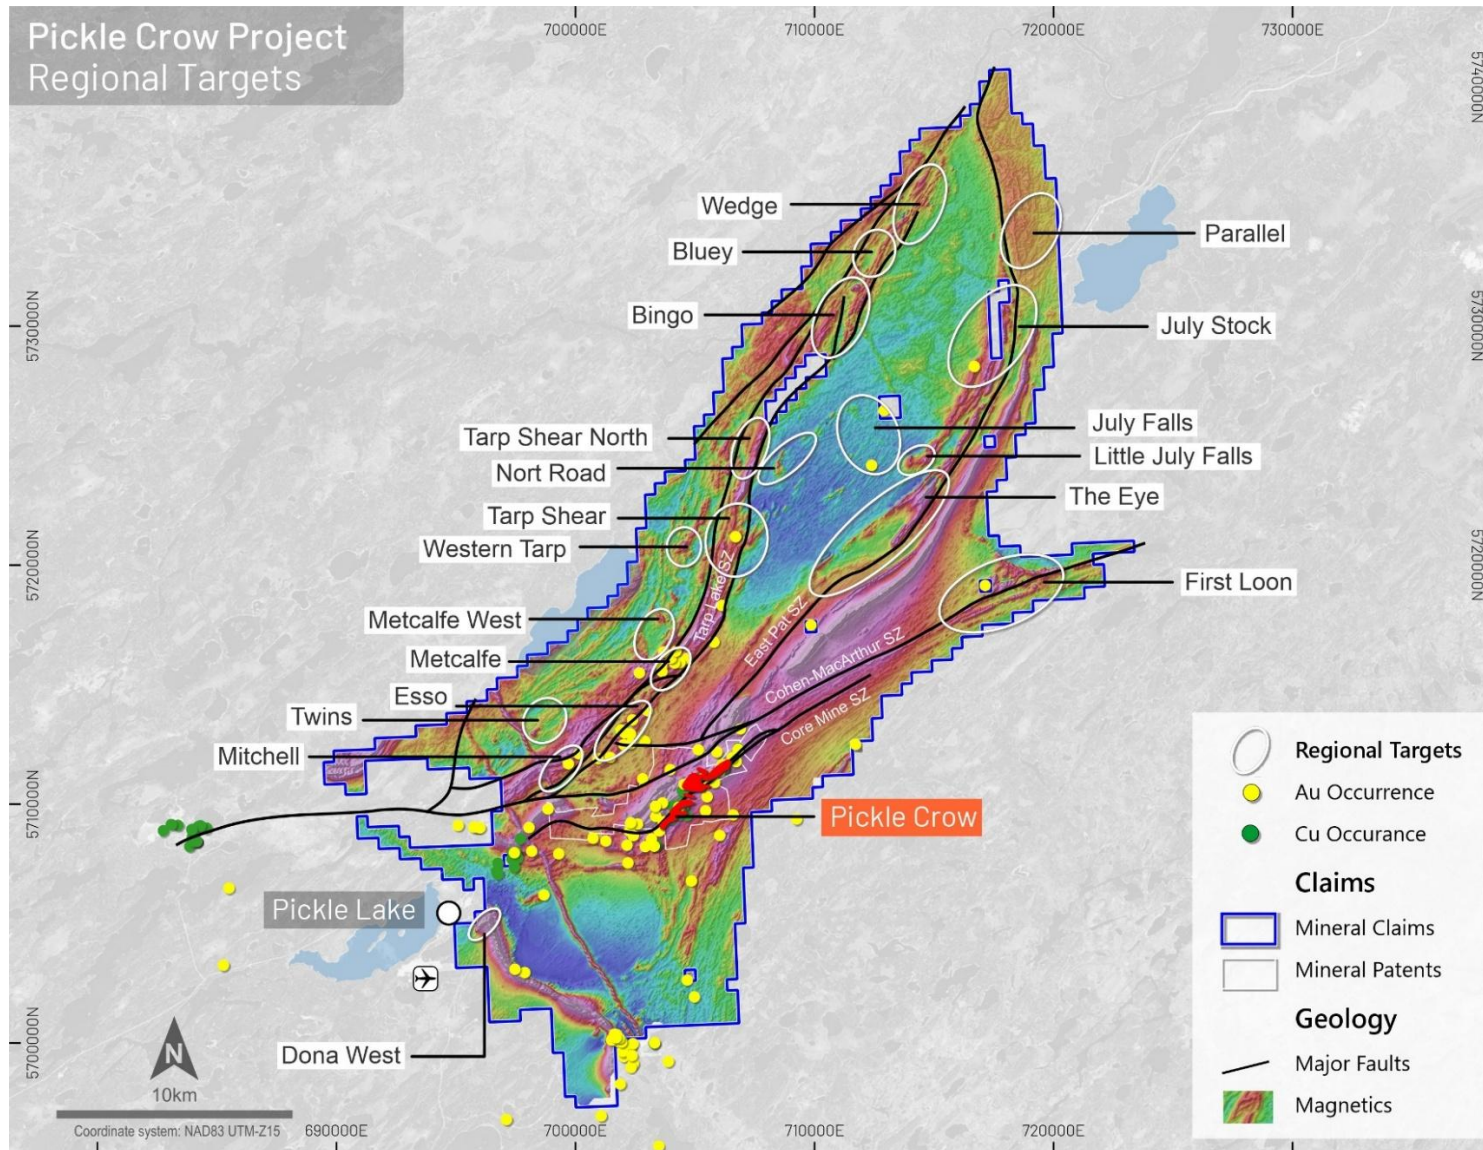 Pickle Crow Project
Regional Targets
700000E
710000E
720000E
730000E
5740000N
Wedge
Bluey
Bingo
Parallel
July Stock
5730000N
5730000N
Tarp Shear North
Nort Road
Tarp Shear
Western Tarp
July Falls
Little July Falls
The Eye
First Loon
5720000N
5720000N
Metcalfe West
Metcalfe
Esso
Twins
Mitchell
Tarp Lake SZ
East Pat SZ
Cohen-MacArthur SZ
Core Mine SZ
Pickle Crow
5710000N
Pickle Lake
Dona West
5700000N
N
10km
Coordinate system: NAD83 UTM-Z15
690000E
700000E
710000E
720000E
Regional Targets
Au Occurrence
Cu Occurance
Claims
Mineral Claims
Mineral Patents
Geology
Major Faults
Magnetics